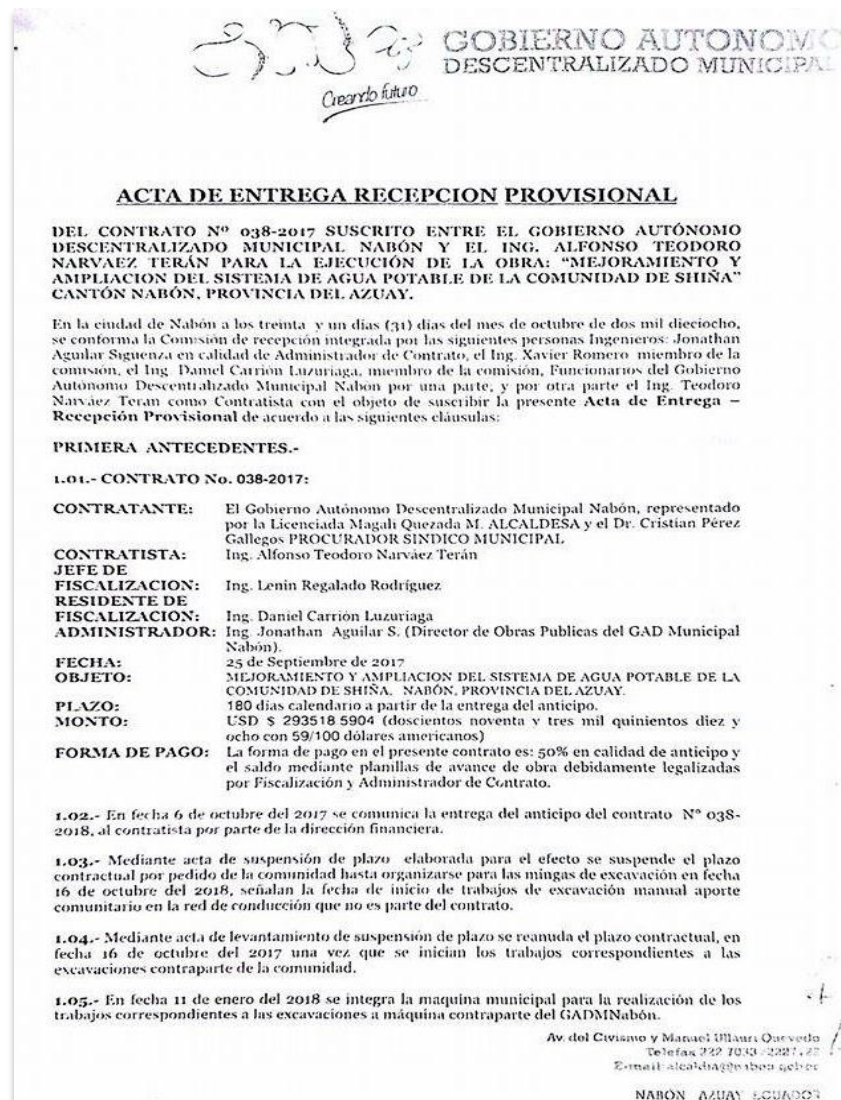 GOBIERNO AUTONOMO
DESCENTRALIZADO MUNICIPAL
Creando futuro
ACTA DE ENTREGA RECEPCION PROVISIONAL
DEL CONTRATO Nº 038-2017 SUSCRITO ENTRE EL GOBIERNO AUTÓNOMO
DESCENTRALIZADO MUNICIPAL NABÓN Y EL ING. ALFONSO TEODORO
NARVAEZ TERÁN PARA LA EJECUCIÓN DE LA OBRA: “MEJORAMIENTO Y
AMPLIACION DEL SISTEMA DE AGUA POTABLE DE LA COMUNIDAD DE SHIÑA”
CANTÓN NABÓN, PROVINCIA DEL AZUAY.
En la ciudad de Nabón a los treinta y un días (31) días del mes de octubre de dos mil dieciocho,
se conforma la Comisión de recepción integrada por las siguientes personas Ingenieros: Jonathan
Aguilar Siguenza en calidad de Administrador de Contrato, el Ing. Xavier Romero miembro de la
comisión, el Ing. Daniel Carrión Luzuriaga, miembro de la comisión, Funcionarios del Gobierno
Autónomo Descentralizado Municipal Nabón por una parte, y por otra parte el Ing. Teodoro
Narváez Teran como Contratista con el objeto de suscribir la presente Acta de Entrega –
Recepción Provisional de acuerdo a las siguientes cláusulas:
PRIMERA ANTECEDENTES.-
1.01.- CONTRATO No. 038-2017:
CONTRATANTE: El Gobierno Autónomo Descentralizado Municipal Nabón, representado
por la Licenciada Magali Quezada M. ALCALDESA y el Dr. Cristian Pérez
Gallegos PROCURADOR SINDICO MUNICIPAL
CONTRATISTA: Ing. Alfonso Teodoro Narváez Terán
JEFE DE
FISCALIZACION: Ing. Lenin Regalado Rodríguez
RESIDENTE DE
FISCALIZACION: Ing. Daniel Carrión Luzuriaga
ADMINISTRADOR: Ing. Jonathan Aguilar S. (Director de Obras Publicas del GAD Municipal
Nabón).
FECHA: 25 de Septiembre de 2017
OBJETO: MEJORAMIENTO Y AMPLIACION DEL SISTEMA DE AGUA POTABLE DE LA
COMUNIDAD DE SHIÑA, NABÓN, PROVINCIA DEL AZUAY.
PLAZO: 180 días calendario a partir de la entrega del anticipo.
MONTO: USD $ 293518.5904 (doscientos noventa y tres mil quinientos diez y
ocho con 59/100 dólares americanos)
FORMA DE PAGO: La forma de pago en el presente contrato es: 50% en calidad de anticipo y
el saldo mediante planillas de avance de obra debidamente legalizadas
por Fiscalización y Administrador de Contrato.
1.02.- En fecha 6 de octubre del 2017 se comunica la entrega del anticipo del contrato Nº 038-
2018, al contratista por parte de la dirección financiera.
1.03.- Mediante acta de suspensión de plazo elaborada para el efecto se suspende el plazo
contractual por pedido de la comunidad hasta organizarse para las mingas de excavación en fecha
16 de octubre del 2018, señalan la fecha de inicio de trabajos de excavación manual aporte
comunitario en la red de conducción que no es parte del contrato.
1.04.- Mediante acta de levantamiento de suspensión de plazo se reanuda el plazo contractual, en
fecha 16 de octubre del 2017 una vez que se inician los trabajos correspondientes a las
excavaciones contraparte de la comunidad.
1.05.- En fecha 11 de enero del 2018 se integra la maquina municipal para la realización de los
trabajos correspondientes a las excavaciones a máquina contraparte del GADMNabón.
Av. del Civismo y Manuel Ullauri Quevedo
Telefax 222 7033
NABÓN AZUAY ECUADOR